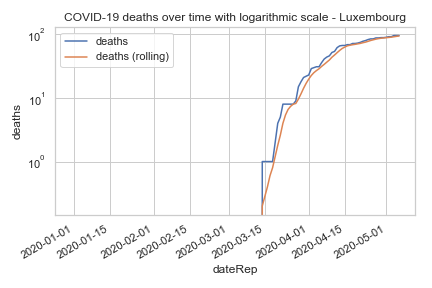 COVID-19 deaths over time with logarithmic scale - Luxembourg
deaths
deaths (rolling)
10²
10¹
10⁰
deaths
2020-01-01
2020-01-15
2020-02-01
2020-02-15
2020-03-01
2020-03-15
2020-04-01
2020-04-15
2020-05-01
dateRep